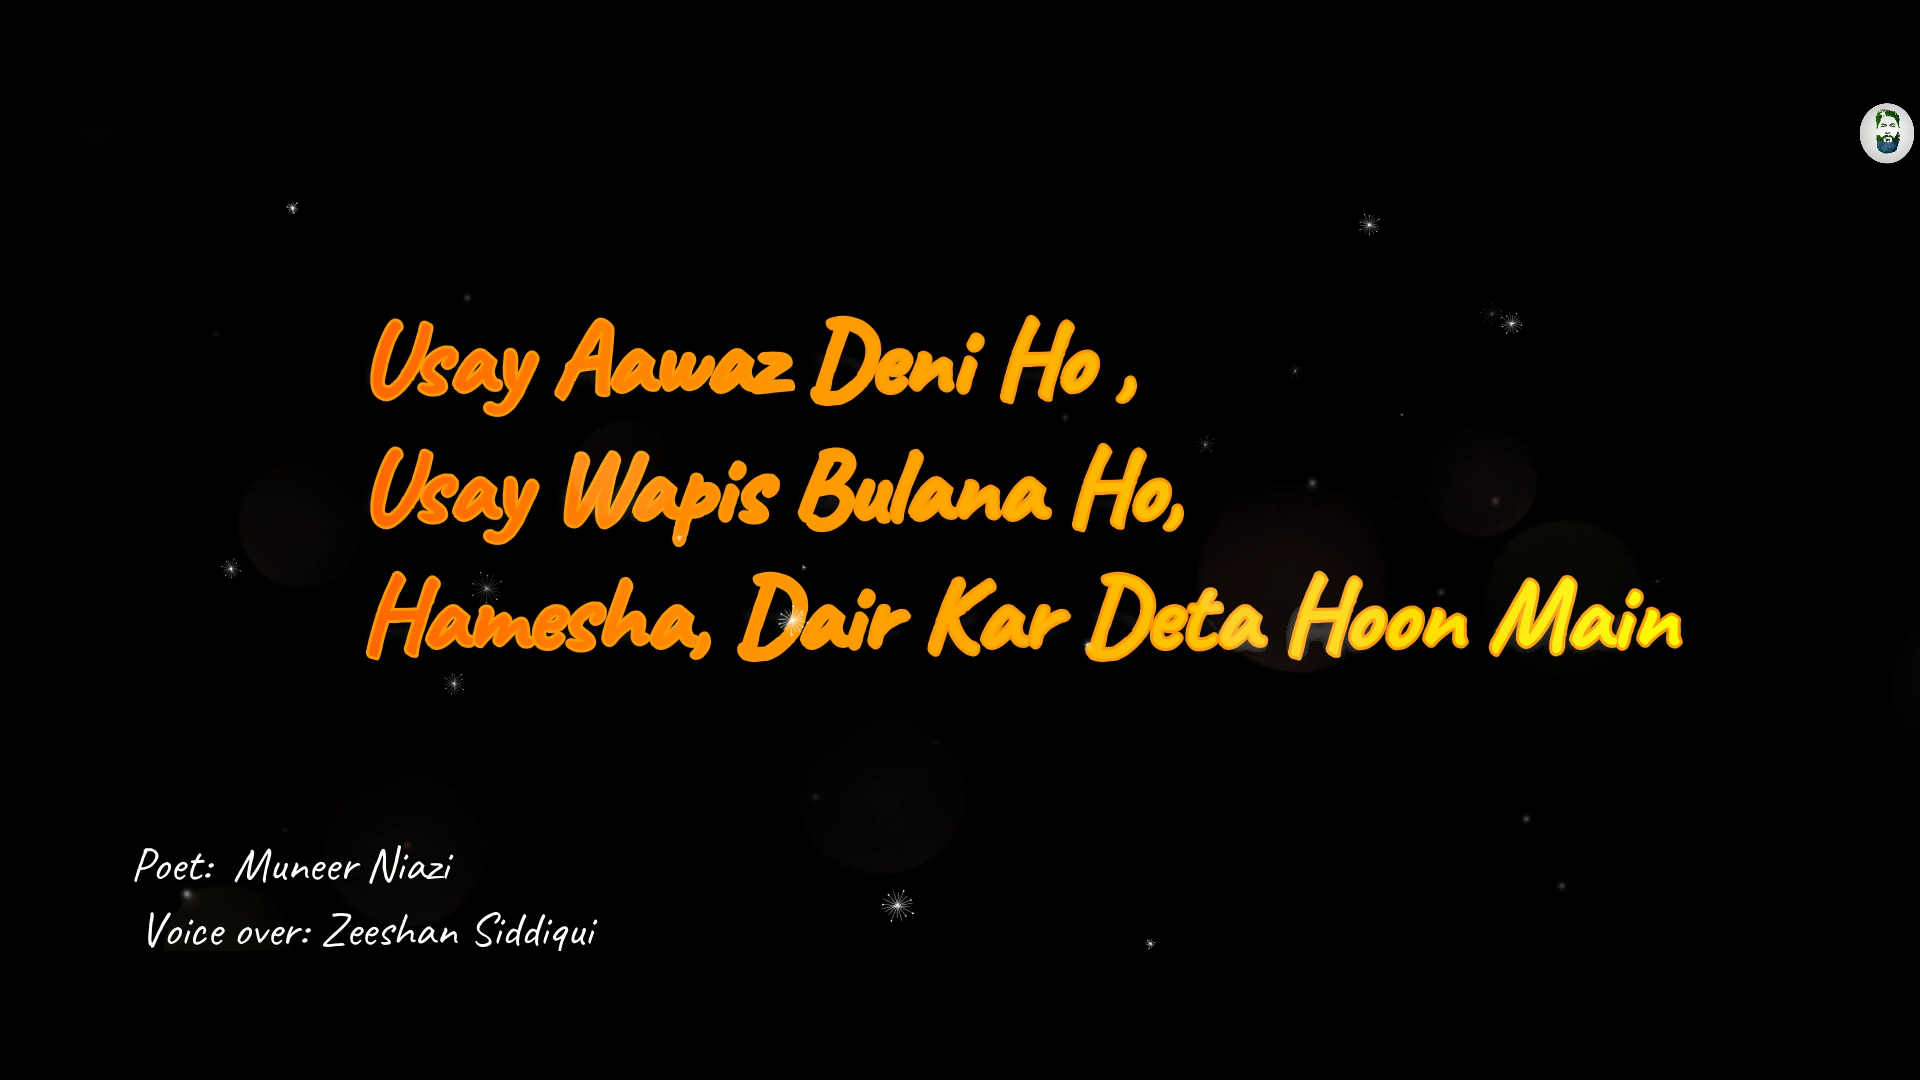 Usay Aawaz Deni Ho ,
Usay Wapis Bulana Ho,
Hamesha, Dair Kar Deta Hoon Main
Poet: Muneer Niazi
Voice over: Zeeshan Siddiqui